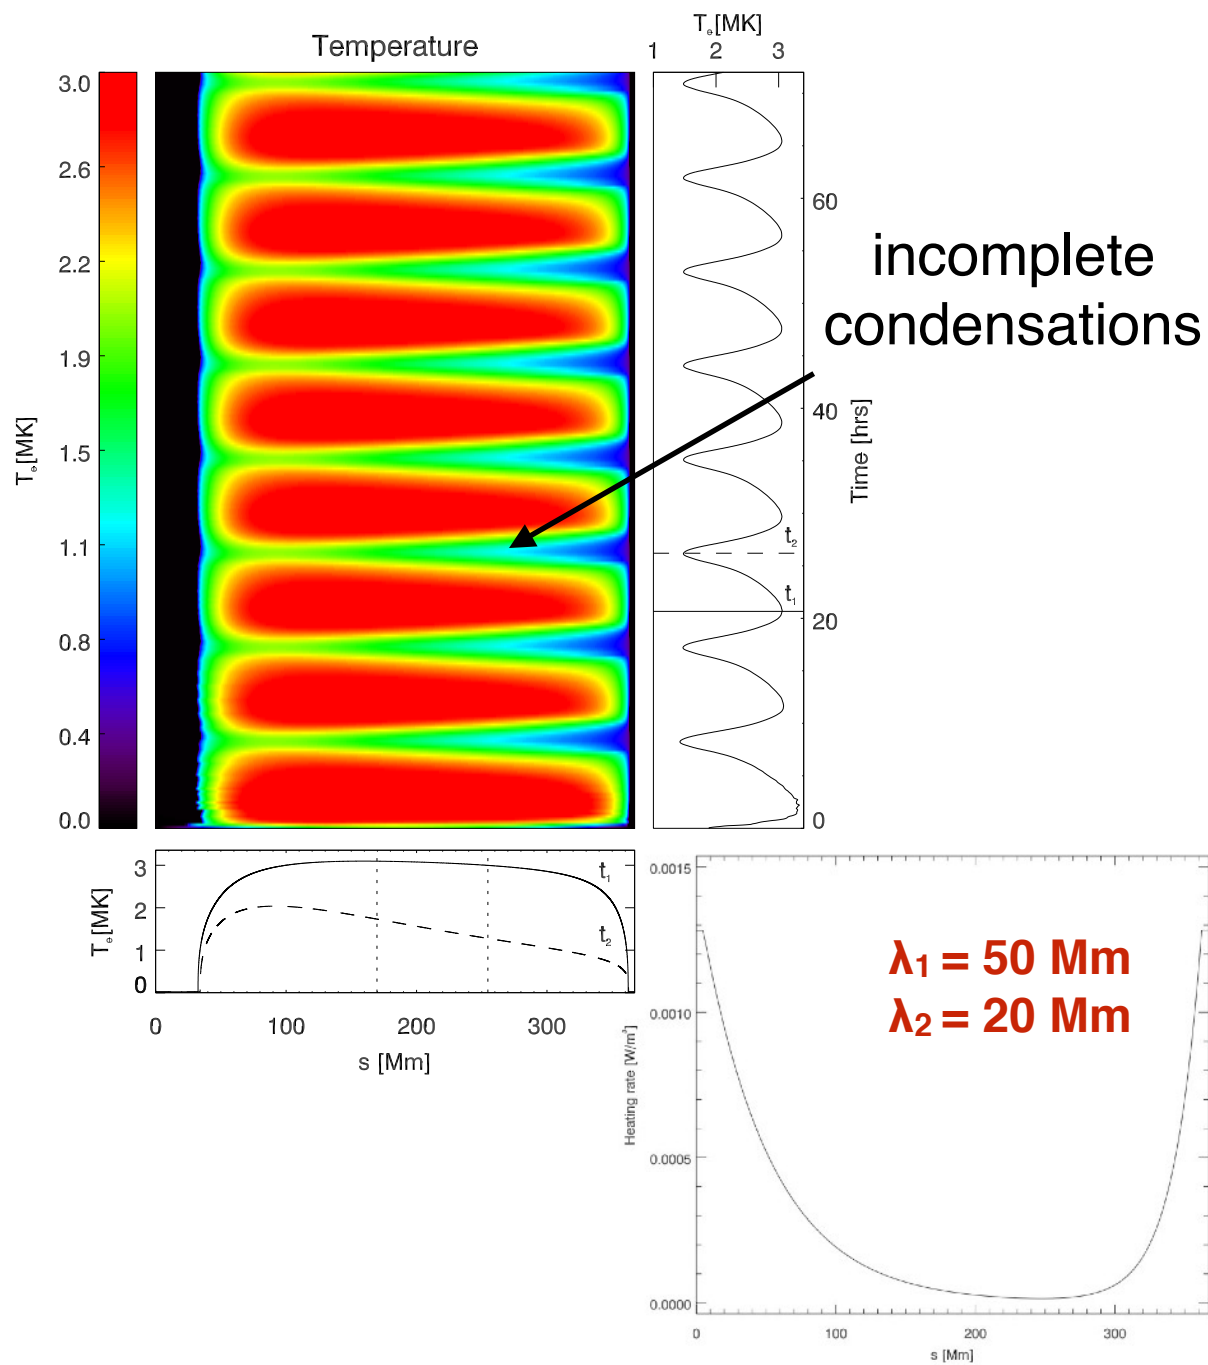 Temperature
Te[MK]
1 2 3
3.0
2.6
2.2
1.9
1.5
1.1
0.8
0.4
0.0
Te[MK]
60
40
20
0
Time [hrs]
t2
t1
incomplete
condensations
3
2
1
0
Te[MK]
t1
t2
0 100 200 300
s [Mm]
0.0015
0.0010
0.0005
0.0000
Heating rate [W/m³]
λ1 = 50 Mm
λ2 = 20 Mm
0 100 200 300
s [Mm]